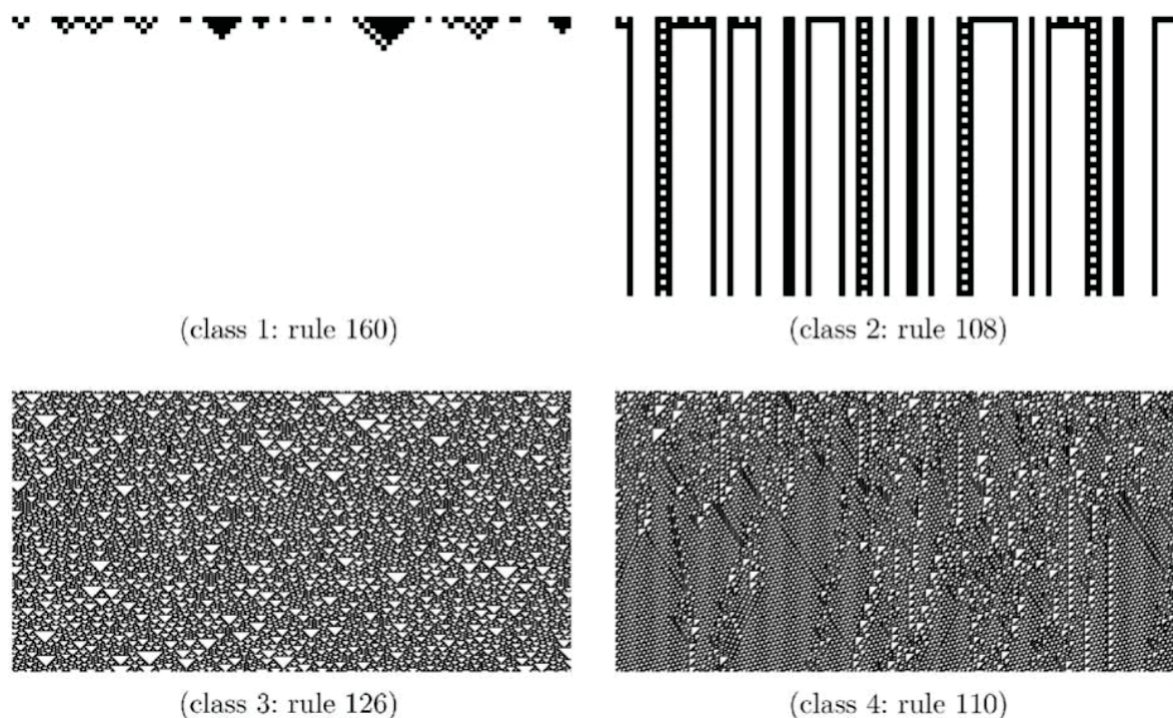 (class 1: rule 160)
(class 2: rule 108)
(class 3: rule 126)
(class 4: rule 110)